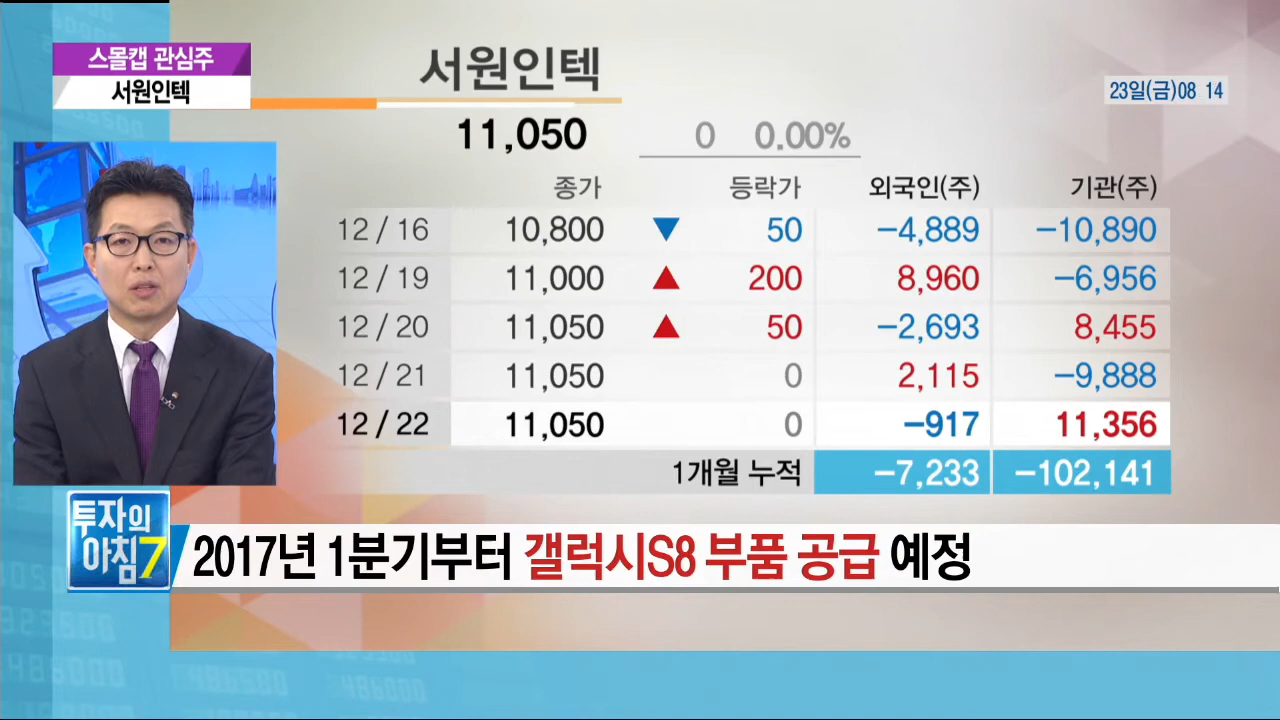 스몰캡 관심주
서원인텍
서원인텍
23일(금)08 14
11,050 0 0.00%
종가 등락가 외국인(주) 기관(주)
12 / 16 10,800 ▼ 50 -4,889 -10,890
12 / 19 11,000 ▲ 200 8,960 -6,956
12 / 20 11,050 ▲ 50 -2,693 8,455
12 / 21 11,050 0 2,115 -9,888
12 / 22 11,050 0 -917 11,356
1개월 누적 -7,233 -102,141
투자의
아침7
2017년 1분기부터 갤럭시S8 부품 공급 예정